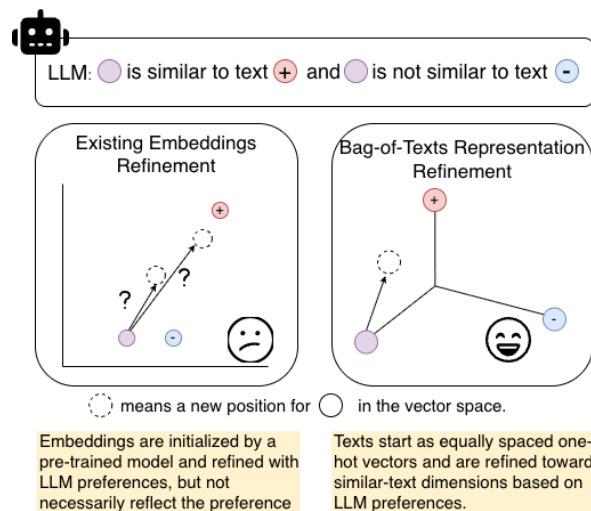 LLM: is similar to text + and is not similar to text -
Existing Embeddings
Refinement
+
?
?
-
Bag-of-Texts Representation
Refinement
+
-
means a new position for in the vector space.
Embeddings are initialized by a
pre-trained model and refined with
LLM preferences, but not
necessarily reflect the preference
Texts start as equally spaced one-
hot vectors and are refined toward
similar-text dimensions based on
LLM preferences.